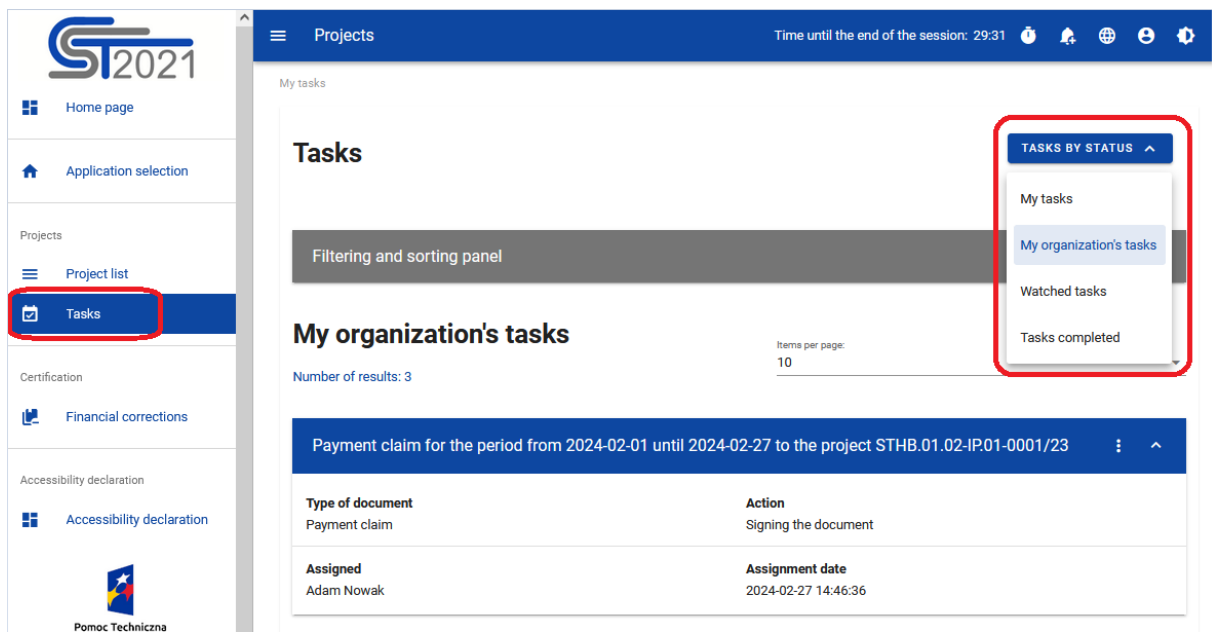 CST2021
Home page
Application selection
Projects
Project list
Tasks
Certification
Financial corrections
Accessibility declaration
Accessibility declaration
Pomoc Techniczna
Projects
Time until the end of the session: 29:31
My tasks
Tasks
TASKS BY STATUS
My tasks
My organization's tasks
Watched tasks
Tasks completed
Filtering and sorting panel
My organization's tasks
Number of results: 3
Items per page:
10
Payment claim for the period from 2024-02-01 until 2024-02-27 to the project STHB.01.02-IP.01-0001/23
Type of document
Payment claim
Action
Signing the document
Assigned
Adam Nowak
Assignment date
2024-02-27 14:46:36